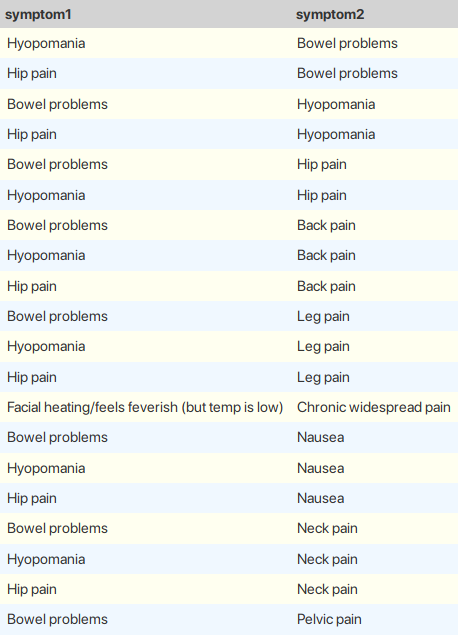 symptom1 symptom2
Hyopomania Bowel problems
Hip pain Bowel problems
Bowel problems Hyopomania
Hip pain Hyopomania
Bowel problems Hip pain
Hyopomania Hip pain
Bowel problems Back pain
Hyopomania Back pain
Hip pain Back pain
Bowel problems Leg pain
Hyopomania Leg pain
Hip pain Leg pain
Facial heating/feels feverish (but temp is low) Chronic widespread pain
Bowel problems Nausea
Hyopomania Nausea
Hip pain Nausea
Bowel problems Neck pain
Hyopomania Neck pain
Hip pain Neck pain
Bowel problems Pelvic pain